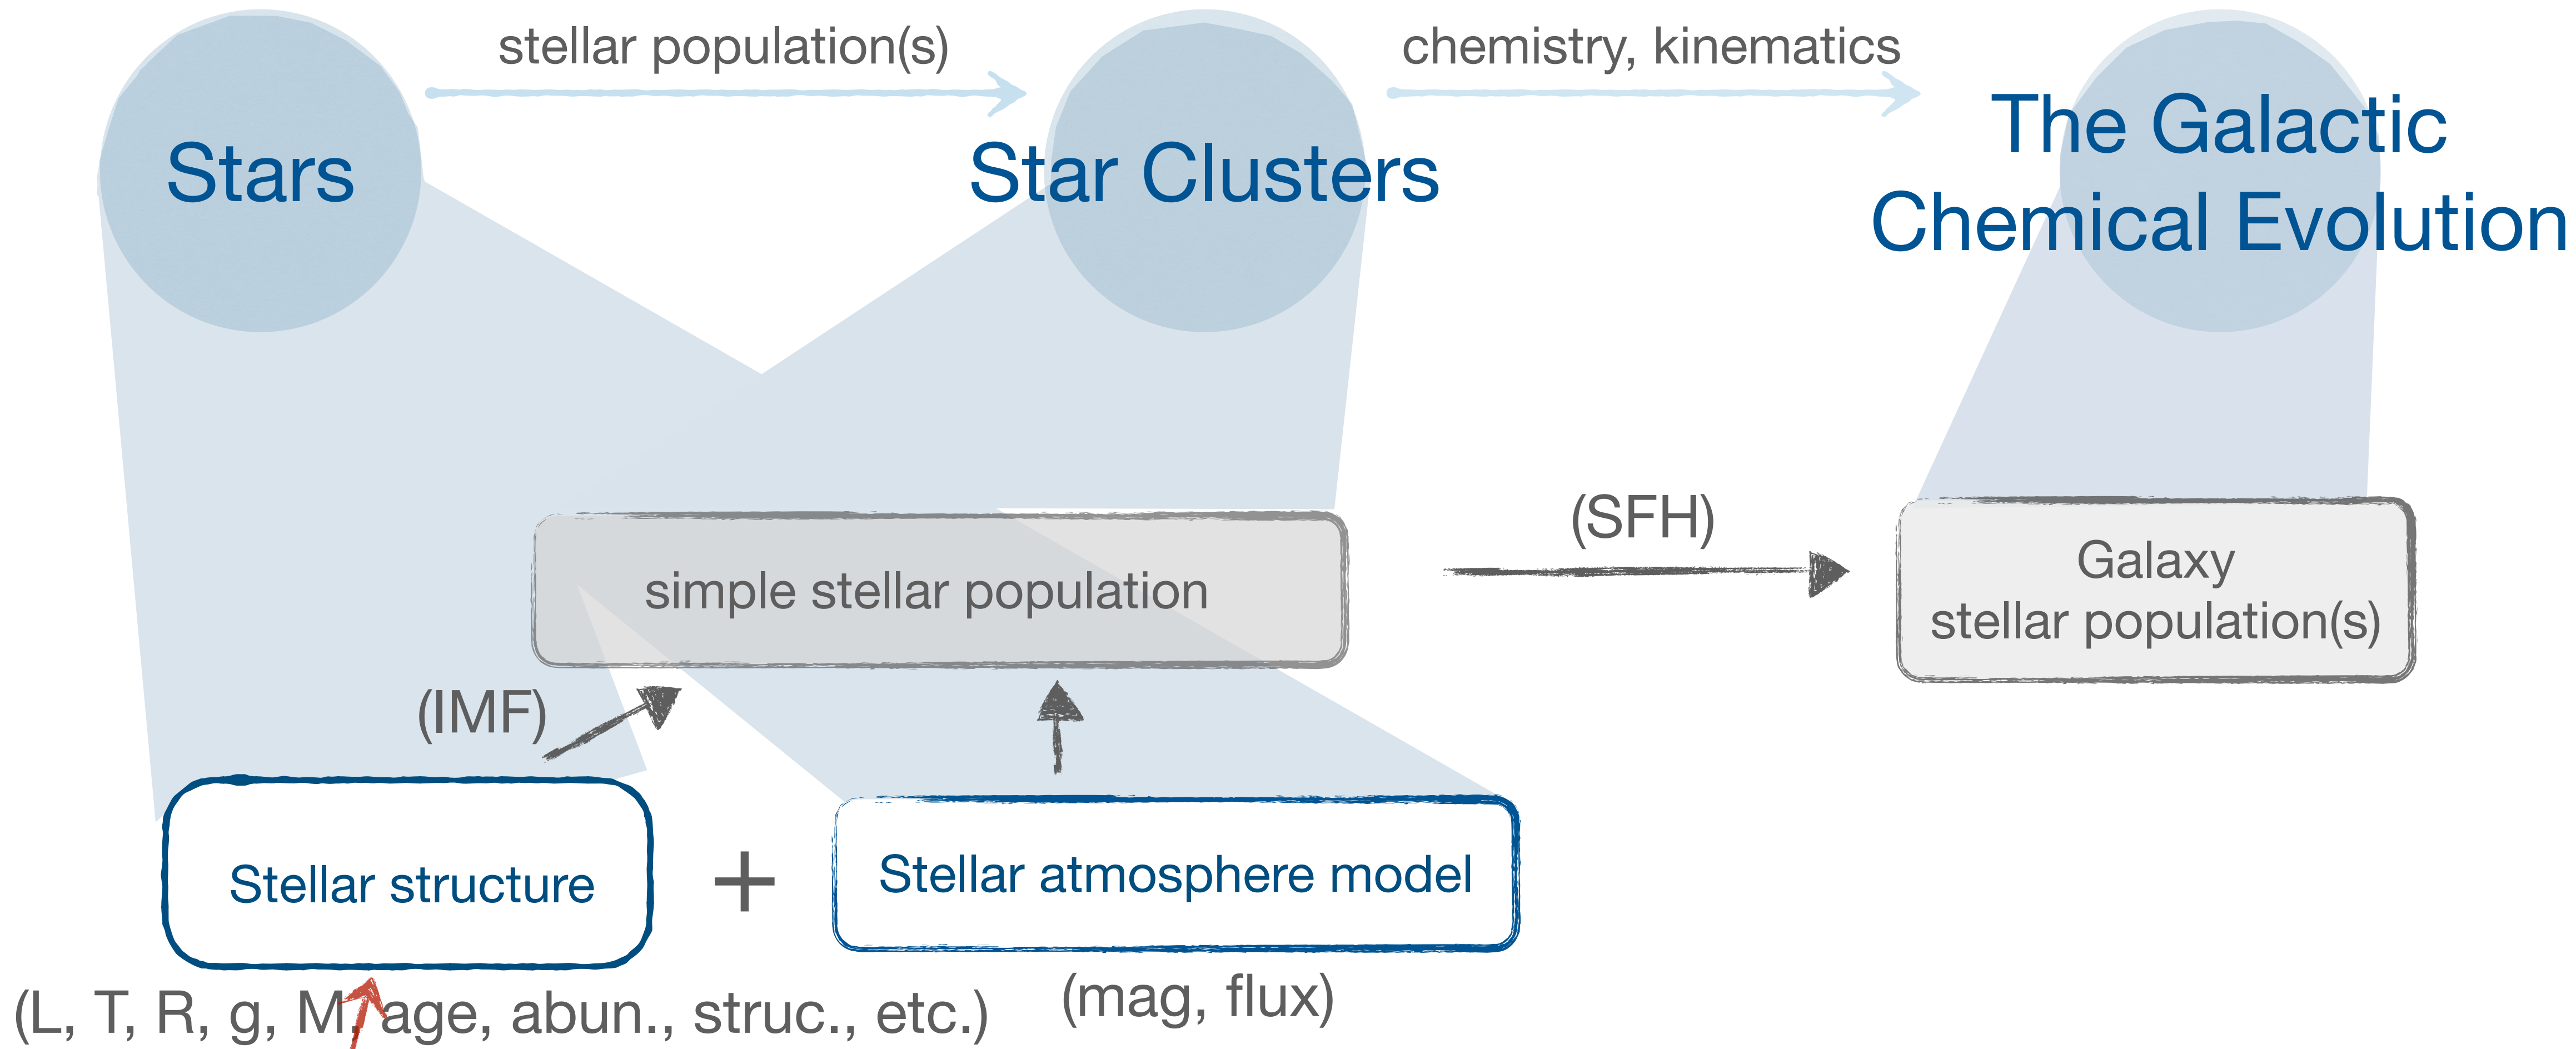 stellar population(s)
chemistry, kinematics
Stars
Star Clusters
The Galactic
Chemical Evolution
(SFH)
simple stellar population
Galaxy
stellar population(s)
(IMF)
Stellar structure
+
Stellar atmosphere model
(L, T, R, g, M, age, abun., struc., etc.)
(mag, flux)